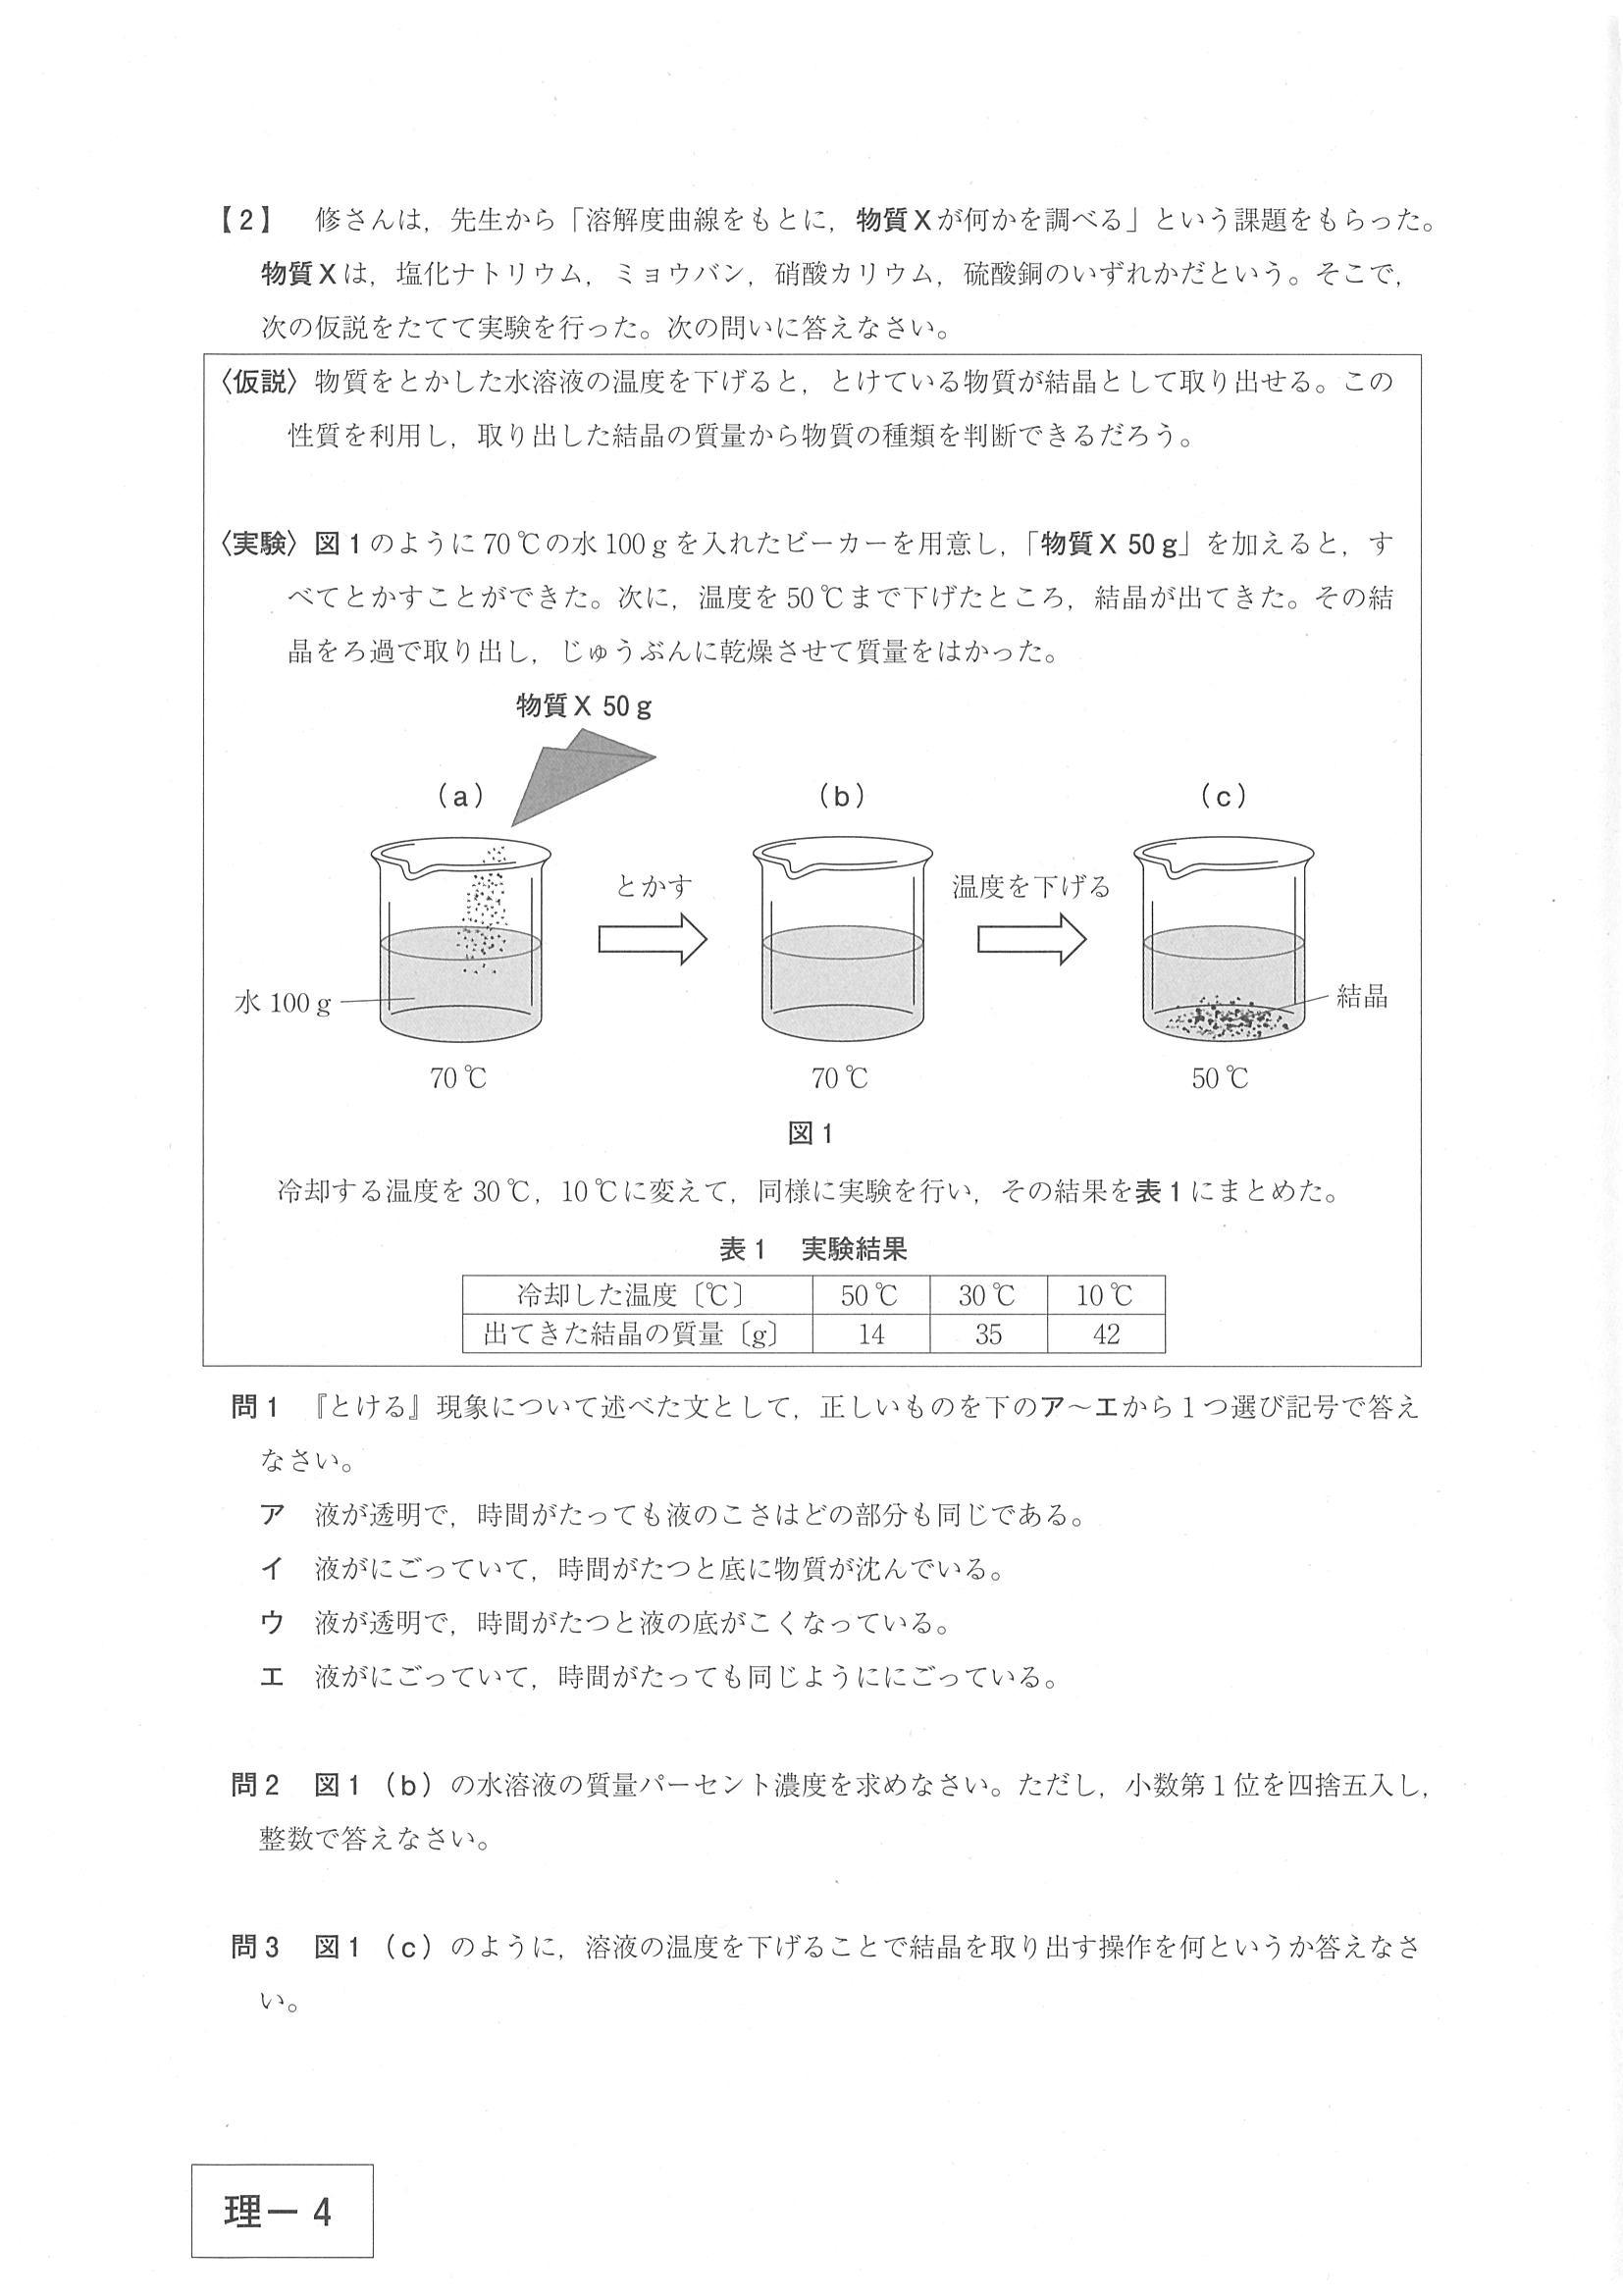 【2】　修さんは，先生から「溶解度曲線をもとに，物質Xが何かを調べる」という課題をもらった。
物質Xは，塩化ナトリウム，ミョウバン，硝酸カリウム，硫酸銅のいずれかだという。そこで，
次の仮説をたてて実験を行った。次の問いに答えなさい。
〈仮説〉物質をとかした水溶液の温度を下げると，とけている物質が結晶として取り出せる。この
性質を利用し，取り出した結晶の質量から物質の種類を判断できるだろう。
〈実験〉図1のように70℃の水100gを入れたビーカーを用意し，「物質X 50g」を加えると，す
べてとかすことができた。次に，温度を50℃まで下げたところ，結晶が出てきた。その結
晶をろ過で取り出し，じゅうぶんに乾燥させて質量をはかった。
物質X 50g
(a)
(b)
(c)
とかす
温度を下げる
水 100g
結晶
70℃
70℃
50℃
図1
冷却する温度を30℃，10℃に変えて，同様に実験を行い，その結果を表1にまとめた。
表1　実験結果
冷却した温度〔℃〕 50℃ 30℃ 10℃
出てきた結晶の質量〔g〕 14 35 42
問1　『とける』現象について述べた文として，正しいものを下のア～エから1つ選び記号で答え
なさい。
ア　液が透明で，時間がたっても液のこさはどの部分も同じである。
イ　液がにごっていて，時間がたつと底に物質が沈んでいる。
ウ　液が透明で，時間がたつと液の底がこくなっている。
エ　液がにごっていて，時間がたっても同じようににごっている。
問2　図1（b）の水溶液の質量パーセント濃度を求めなさい。ただし，小数第1位を四捨五入し，
整数で答えなさい。
問3　図1（c）のように，溶液の温度を下げることで結晶を取り出す操作を何というか答えなさ
い。
理－4